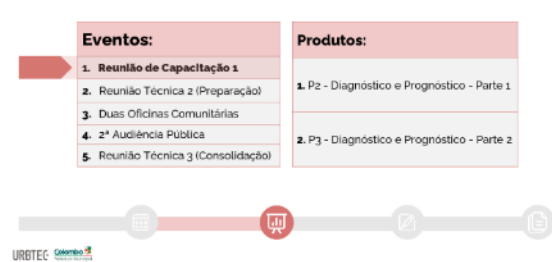 Eventos:
1. Reunião de Capacitação 1
2. Reunião Técnica 2 (Preparação)
3. Duas Oficinas Comunitárias
4. 2ª Audiência Pública
5. Reunião Técnica 3 (Consolidação)
Produtos:
1. P2 - Diagnóstico e Prognóstico - Parte 1
2. P3 - Diagnóstico e Prognóstico - Parte 2
URBTEC Colombo